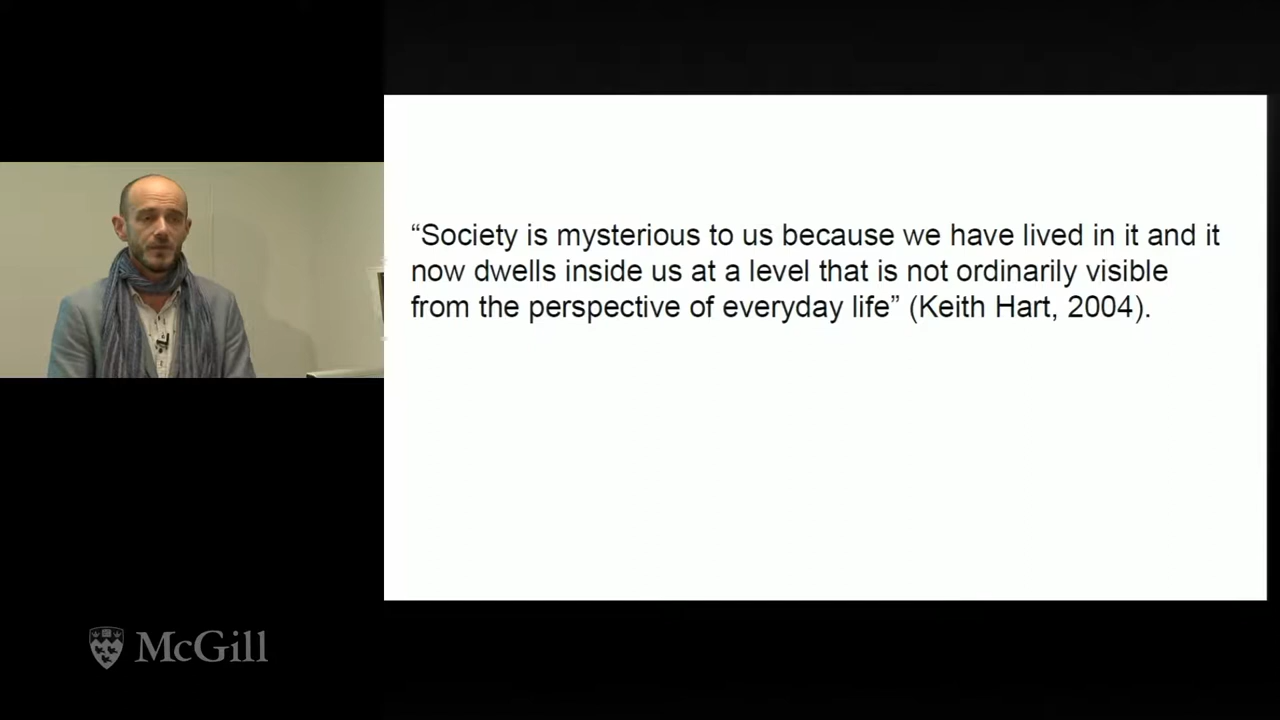 “Society is mysterious to us because we have lived in it and it
now dwells inside us at a level that is not ordinarily visible
from the perspective of everyday life” (Keith Hart, 2004).
McGill